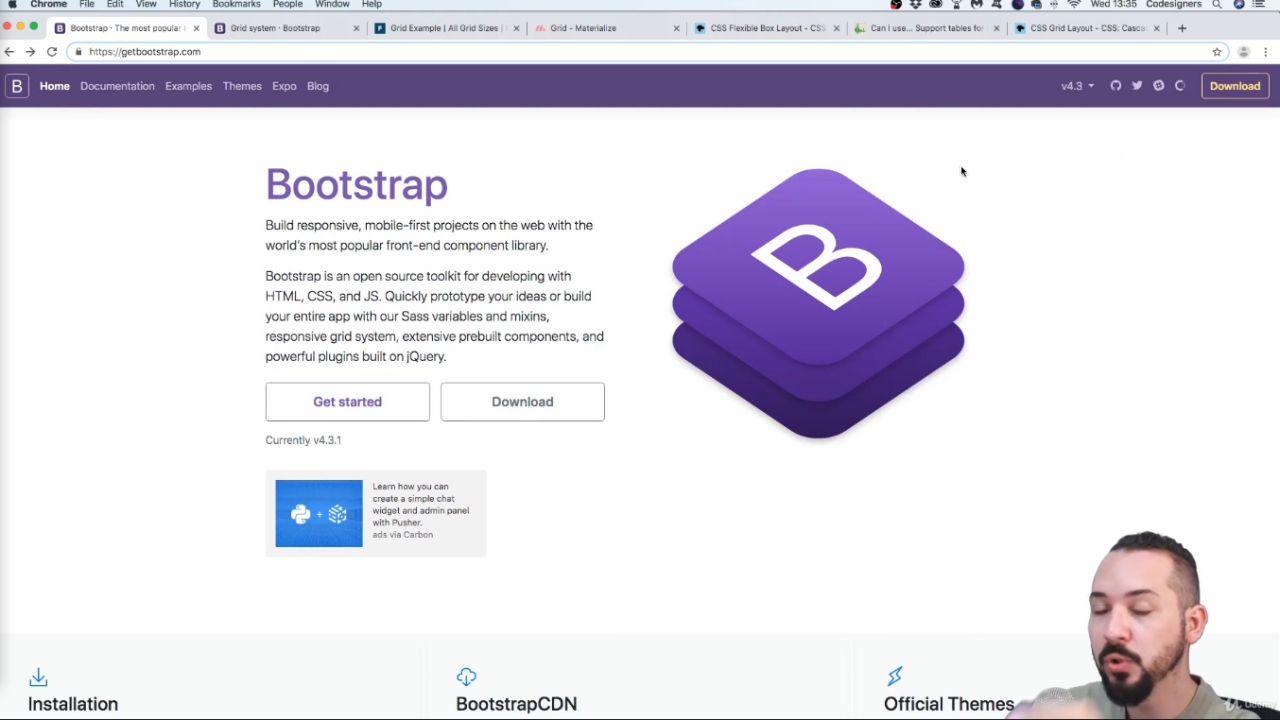 Chrome File Edit View History Bookmarks People Window Help Wed 13:35 Codesigners
Bootstrap · The most popular Grid system · Bootstrap Grid Example | All Grid Sizes | Grid - Materialize CSS Flexible Box Layout - CSS: Can I use... Support tables for CSS Grid Layout - CSS: Casca
https://getbootstrap.com
B Home Documentation Examples Themes Expo Blog v4.3 Download
Bootstrap
Build responsive, mobile-first projects on the web with the
world's most popular front-end component library.
Bootstrap is an open source toolkit for developing with
HTML, CSS, and JS. Quickly prototype your ideas or build
your entire app with our Sass variables and mixins,
responsive grid system, extensive prebuilt components, and
powerful plugins built on jQuery.
B
Get started Download
Currently v4.3.1
Learn how you can
create a simple chat
widget and admin panel
with Pusher.
ads via Carbon
Installation BootstrapCDN Official Themes
Udemy